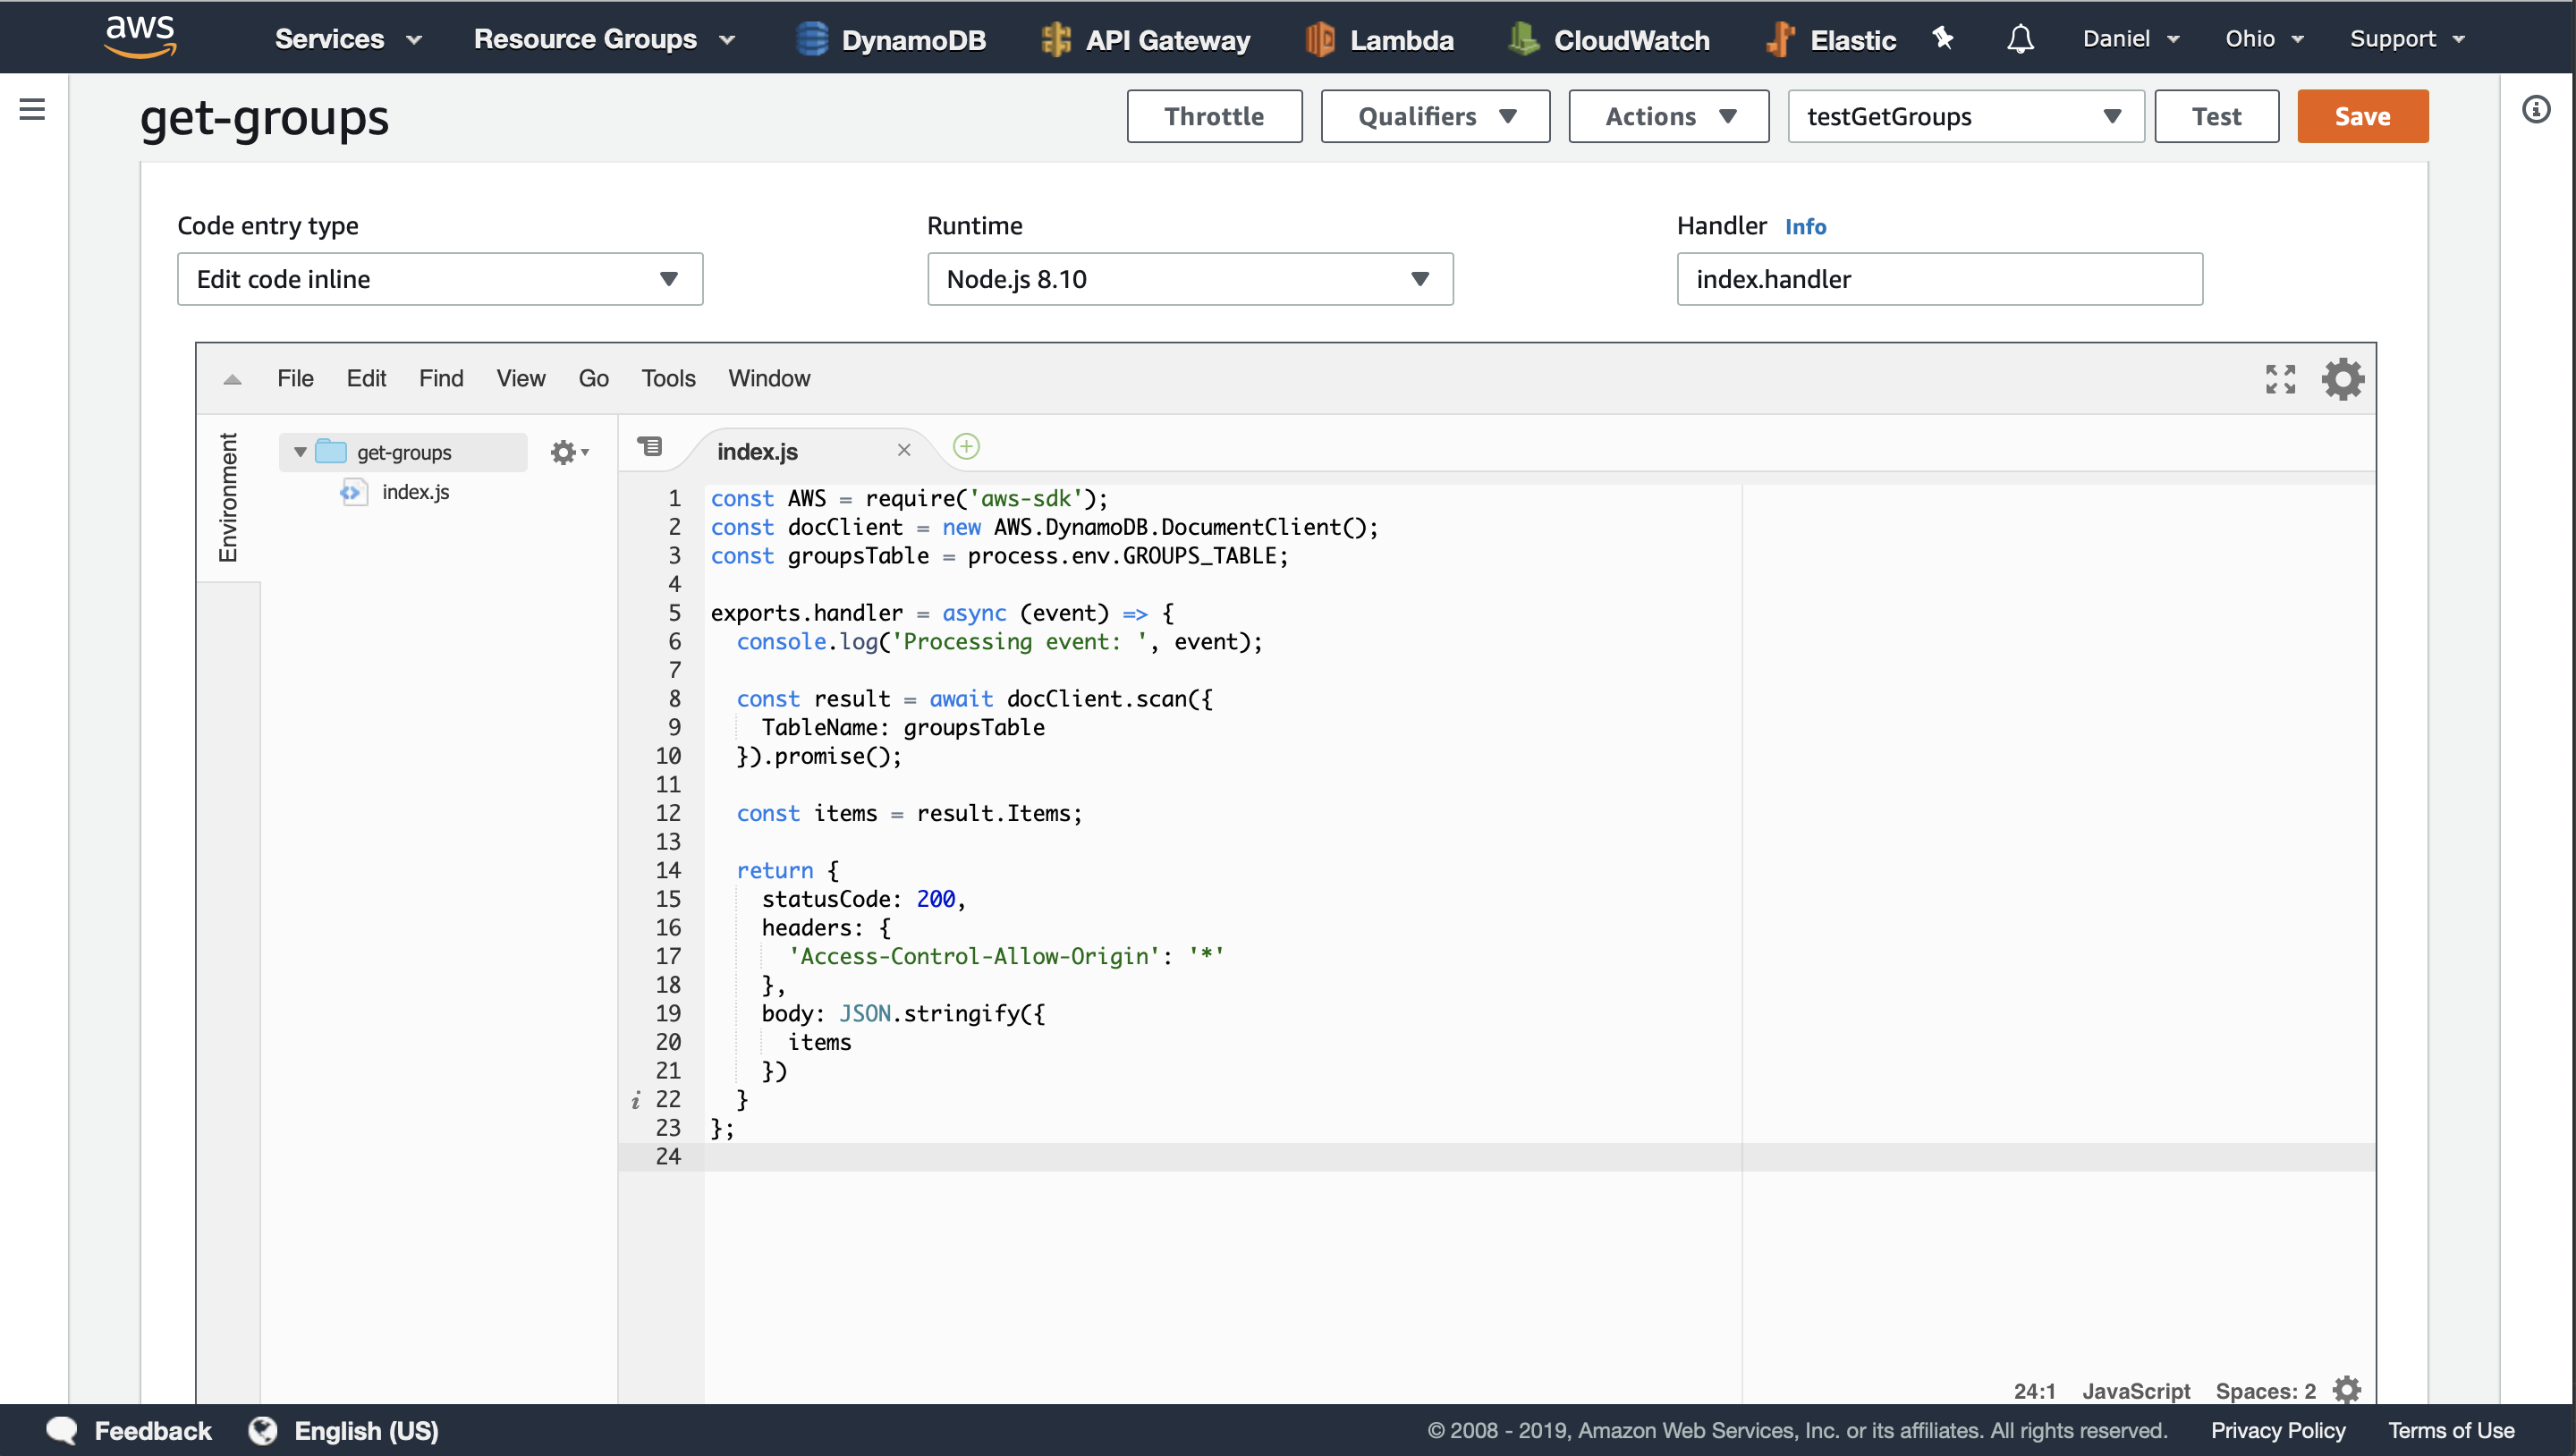 aws Services Resource Groups DynamoDB API Gateway Lambda CloudWatch Elastic Daniel Ohio Support
get-groups Throttle Qualifiers Actions testGetGroups Test Save
Code entry type
Edit code inline
Runtime
Node.js 8.10
Handler Info
index.handler
File Edit Find View Go Tools Window
Environment
get-groups
index.js
index.js
1 const AWS = require('aws-sdk');
2 const docClient = new AWS.DynamoDB.DocumentClient();
3 const groupsTable = process.env.GROUPS_TABLE;
4
5 exports.handler = async (event) => {
6   console.log('Processing event: ', event);
7
8   const result = await docClient.scan({
9     TableName: groupsTable
10   }).promise();
11
12   const items = result.Items;
13
14   return {
15     statusCode: 200,
16     headers: {
17       'Access-Control-Allow-Origin': '*'
18     },
19     body: JSON.stringify({
20       items
21     })
i 22   }
23 };
24
24:1 JavaScript Spaces: 2
Feedback English (US) © 2008 - 2019, Amazon Web Services, Inc. or its affiliates. All rights reserved. Privacy Policy Terms of Use